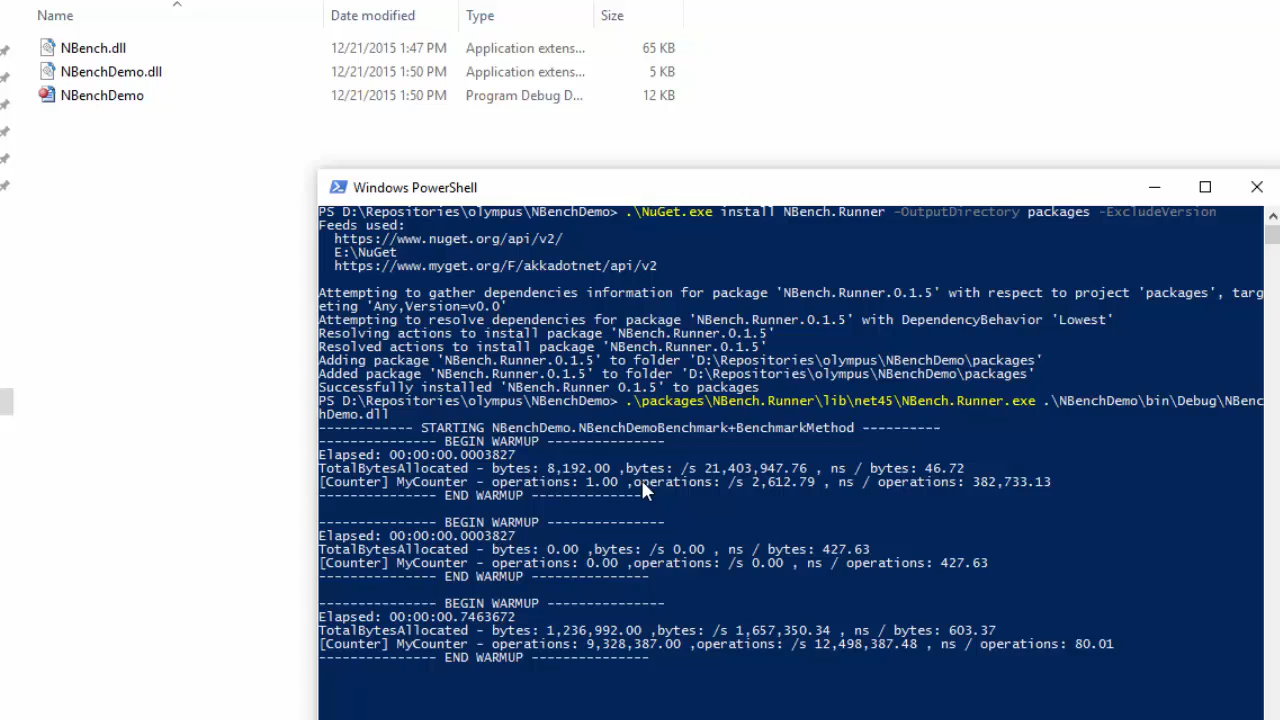 Name Date modified Type Size
NBench.dll 12/21/2015 1:47 PM Application extens... 65 KB
NBenchDemo.dll 12/21/2015 1:50 PM Application extens... 5 KB
NBenchDemo 12/21/2015 1:50 PM Program Debug D... 12 KB
Windows PowerShell
PS D:\Repositories\olympus\NBenchDemo> .\NuGet.exe install NBench.Runner -OutputDirectory packages -ExcludeVersion
Feeds used:
https://www.nuget.org/api/v2/
E:\NuGet
https://www.myget.org/F/akkadotnet/api/v2
Attempting to gather dependencies information for package 'NBench.Runner.0.1.5' with respect to project 'packages', targ
eting 'Any,Version=v0.0'
Attempting to resolve dependencies for package 'NBench.Runner.0.1.5' with DependencyBehavior 'Lowest'
Resolving actions to install package 'NBench.Runner.0.1.5'
Resolved actions to install package 'NBench.Runner.0.1.5'
Adding package 'NBench.Runner.0.1.5' to folder 'D:\Repositories\olympus\NBenchDemo\packages'
Added package 'NBench.Runner.0.1.5' to folder 'D:\Repositories\olympus\NBenchDemo\packages'
Successfully installed 'NBench.Runner 0.1.5' to packages
PS D:\Repositories\olympus\NBenchDemo> .\packages\NBench.Runner\lib\net45\NBench.Runner.exe .\NBenchDemo\bin\Debug\NBenc
hDemo.dll
------------ STARTING NBenchDemo.NBenchDemoBenchmark+BenchmarkMethod ----------
--------------- BEGIN WARMUP ---------------
Elapsed: 00:00:00.0003827
TotalBytesAllocated - bytes: 8,192.00 ,bytes: /s 21,403,947.76 , ns / bytes: 46.72
[Counter] MyCounter - operations: 1.00 ,operations: /s 2,612.79 , ns / operations: 382,733.13
--------------- END WARMUP ---------------
--------------- BEGIN WARMUP ---------------
Elapsed: 00:00:00.0003827
TotalBytesAllocated - bytes: 0.00 ,bytes: /s 0.00 , ns / bytes: 427.63
[Counter] MyCounter - operations: 0.00 ,operations: /s 0.00 , ns / operations: 427.63
--------------- END WARMUP ---------------
--------------- BEGIN WARMUP ---------------
Elapsed: 00:00:00.7463672
TotalBytesAllocated - bytes: 1,236,992.00 ,bytes: /s 1,657,350.34 , ns / bytes: 603.37
[Counter] MyCounter - operations: 9,328,387.00 ,operations: /s 12,498,387.48 , ns / operations: 80.01
--------------- END WARMUP ---------------